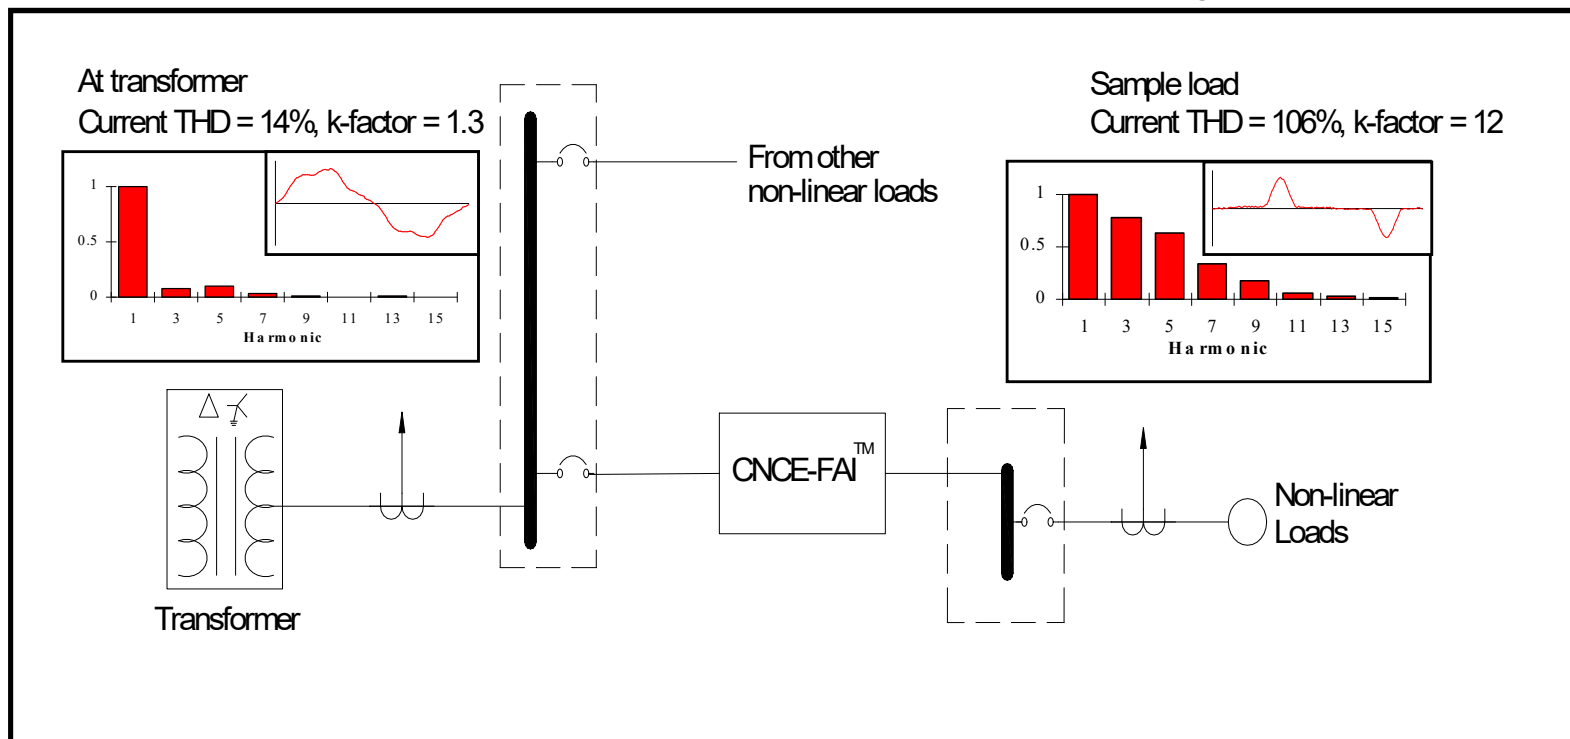 At transformer
Current THD = 14%, k-factor = 1.3
1
0.5
0
1 3 5 7 9 11 13 15
Harmonic
From other
non-linear loads
Sample load
Current THD = 106%, k-factor = 12
1
0.5
0
1 3 5 7 9 11 13 15
Harmonic
CNCE-FAI™
Non-linear
Loads
Transformer